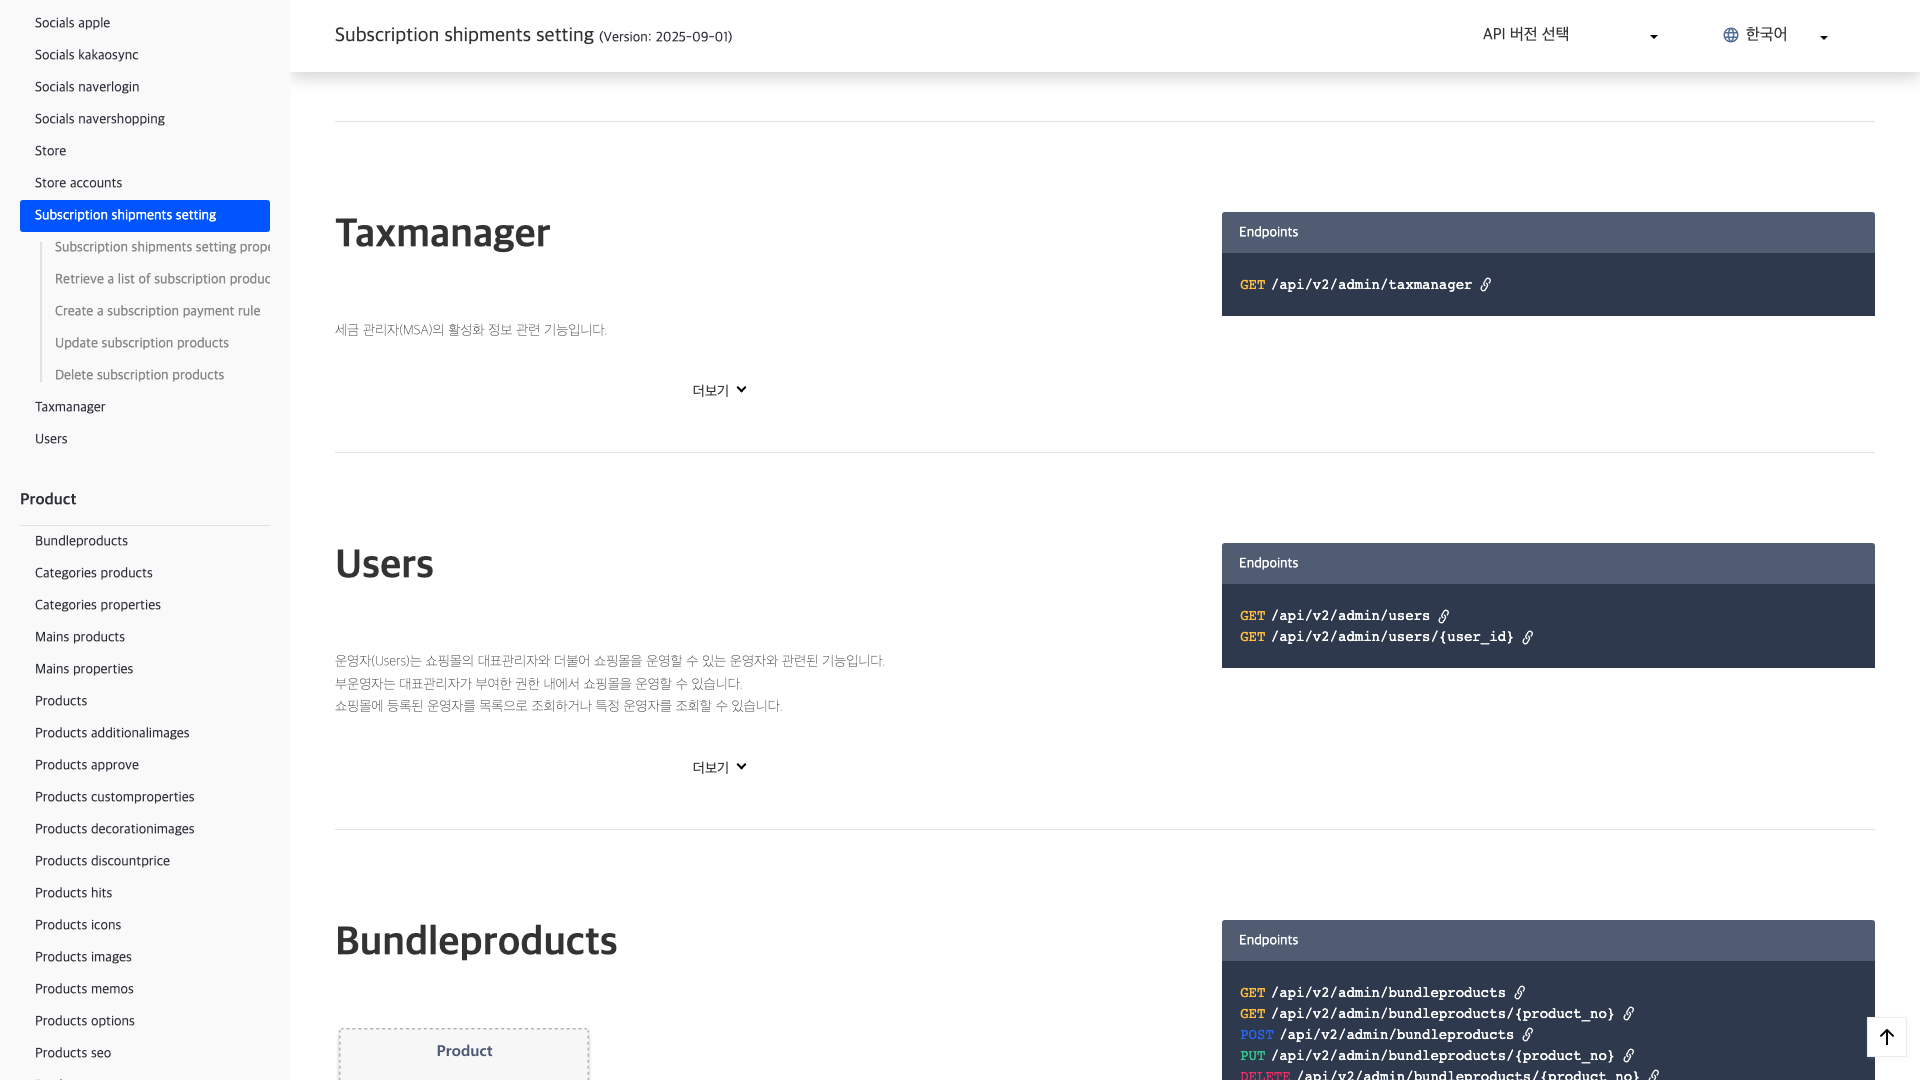 Socials apple
Socials kakaosync
Socials naverlogin
Socials navershopping
Store
Store accounts
Subscription shipments setting
Subscription shipments setting prope
Retrieve a list of subscription produc
Create a subscription payment rule
Update subscription products
Delete subscription products
Taxmanager
Users
Product
Bundleproducts
Categories products
Categories properties
Mains products
Mains properties
Products
Products additionalimages
Products approve
Products customproperties
Products decorationimages
Products discountprice
Products hits
Products icons
Products images
Products memos
Products options
Products seo
Subscription shipments setting (Version: 2025-09-01)
API 버전 선택
한국어
Taxmanager
세금 관리자(MSA)의 활성화 정보 관련 기능입니다.
더보기
Endpoints
GET /api/v2/admin/taxmanager
Users
운영자(Users)는 쇼핑몰의 대표관리자와 더불어 쇼핑몰을 운영할 수 있는 운영자와 관련된 기능입니다.
부운영자는 대표관리자가 부여한 권한 내에서 쇼핑몰을 운영할 수 있습니다.
쇼핑몰에 등록된 운영자를 목록으로 조회하거나 특정 운영자를 조회할 수 있습니다.
더보기
Endpoints
GET /api/v2/admin/users
GET /api/v2/admin/users/{user_id}
Bundleproducts
Product
Endpoints
GET /api/v2/admin/bundleproducts
GET /api/v2/admin/bundleproducts/{product_no}
POST /api/v2/admin/bundleproducts
PUT /api/v2/admin/bundleproducts/{product_no}
DELETE /api/v2/admin/bundleproducts/{product_no}